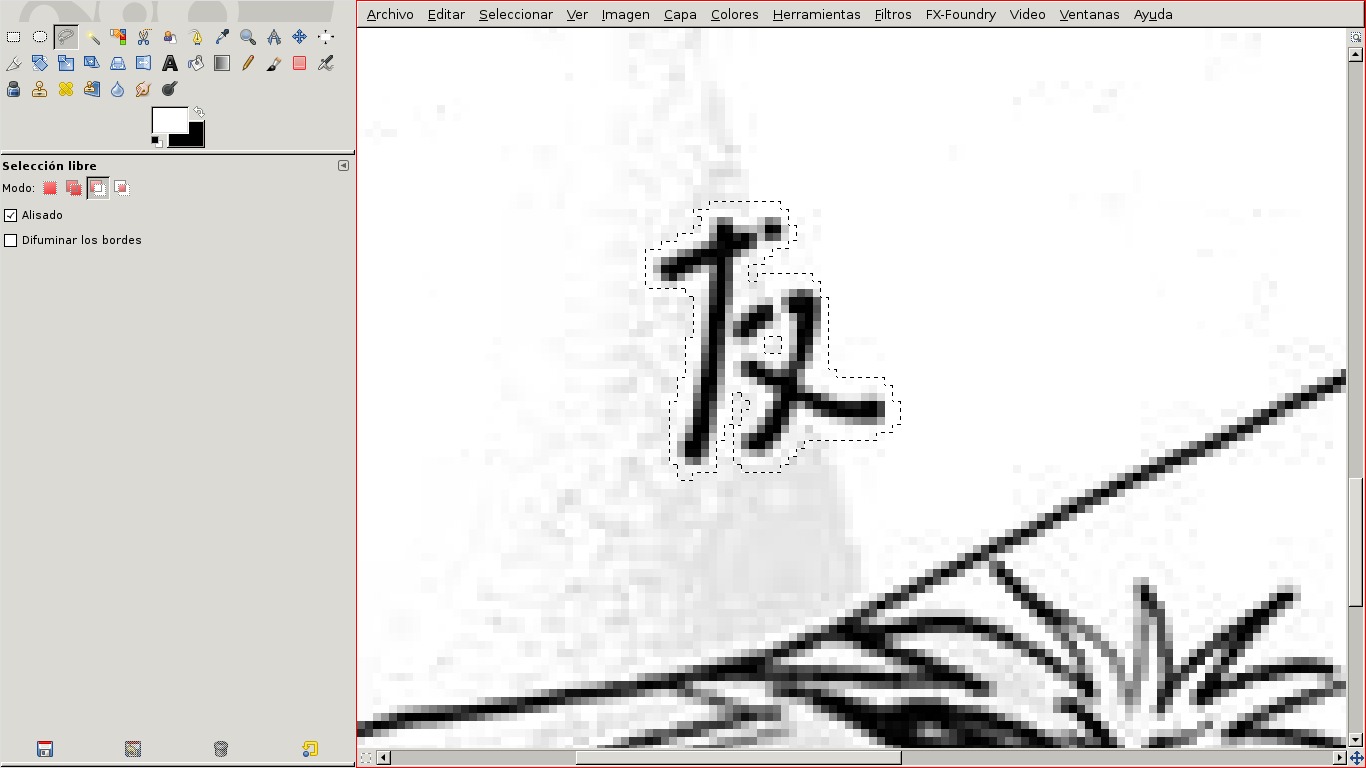 Archivo Editar Seleccionar Ver Imagen Capa Colores Herramientas Filtros FX-Foundry Video Ventanas Ayuda
Selección libre
Modo:
Alisado
Difuminar los bordes